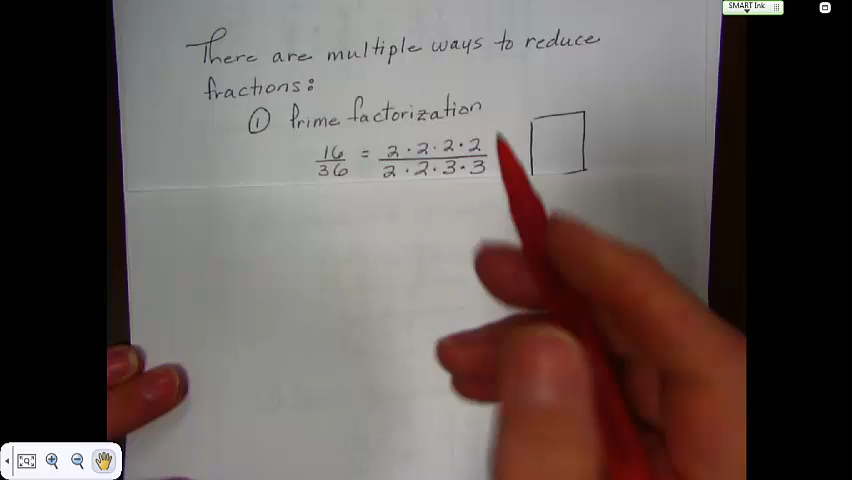 SMART Ink
There are multiple ways to reduce
fractions:
① Prime factorization
16/36 = 2 · 2 · 2 · 2 / 2 · 2 · 3 · 3